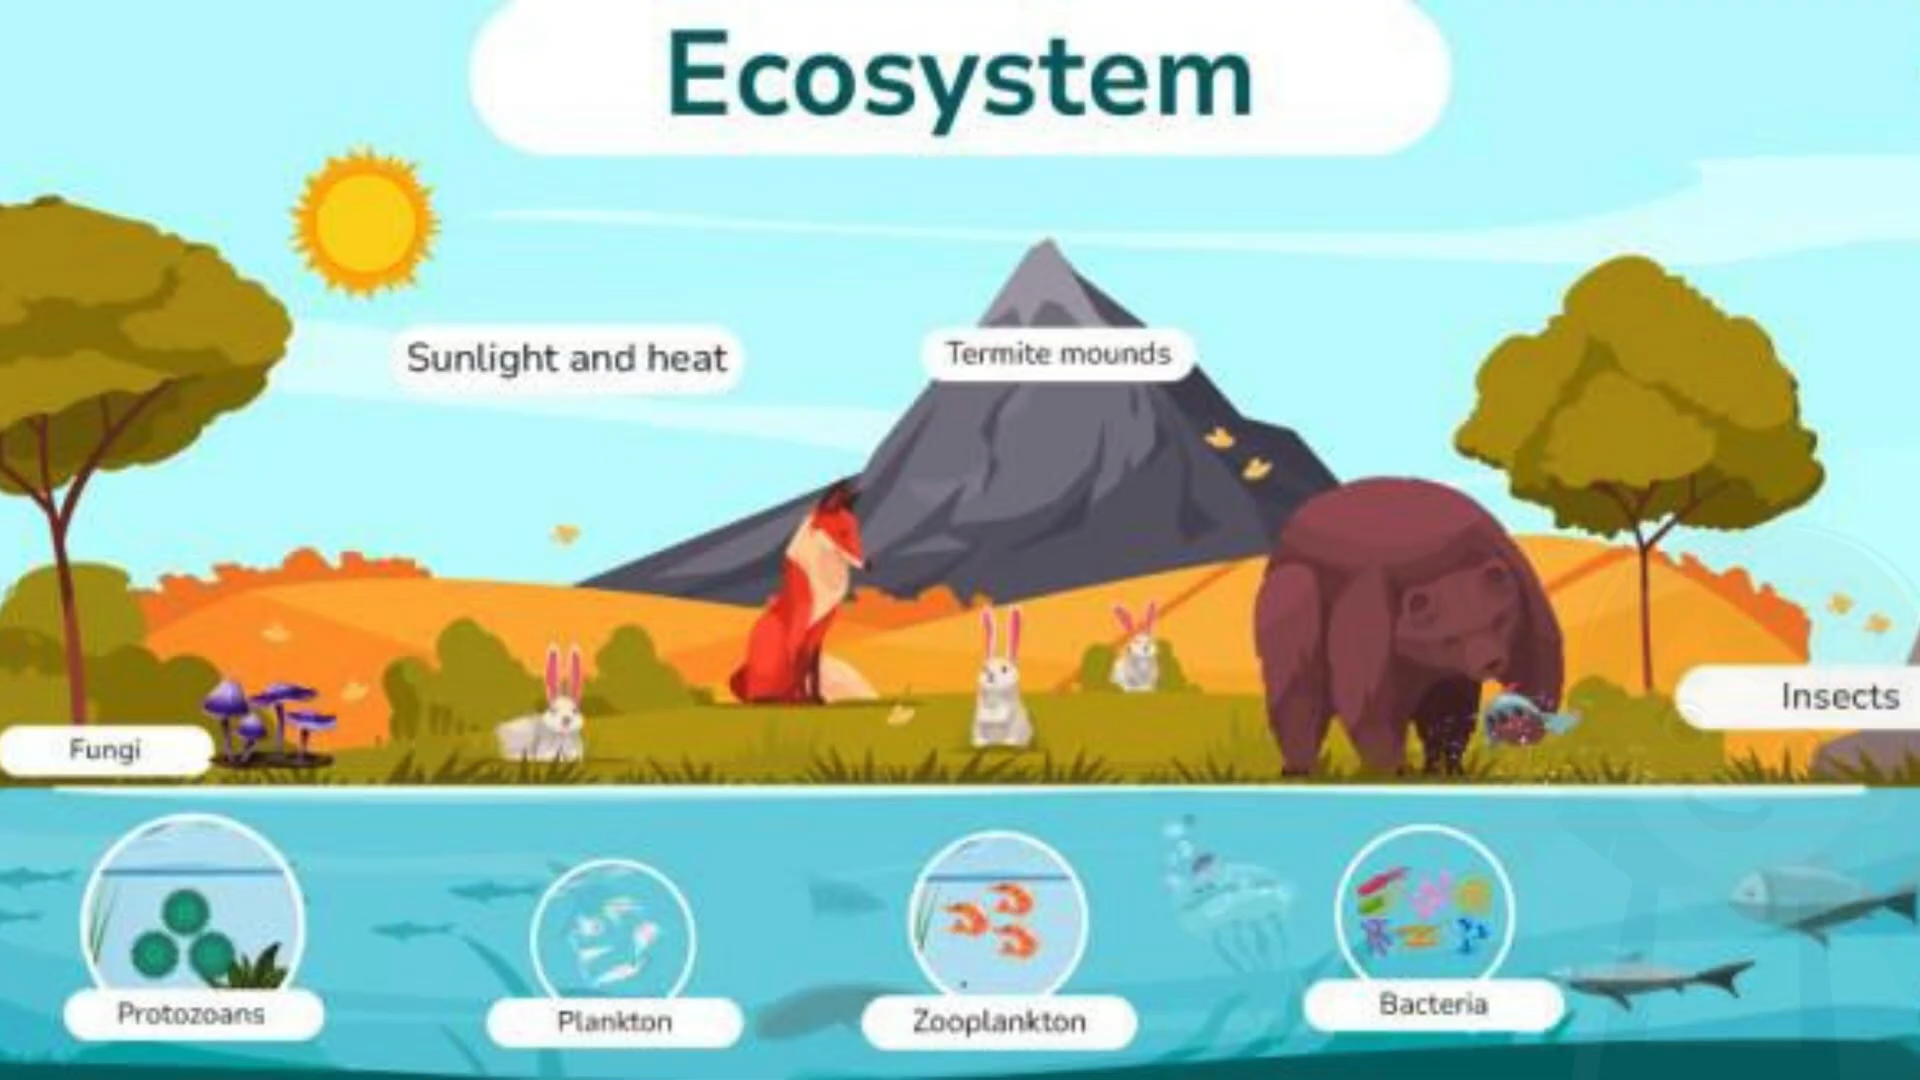 Ecosystem
Sunlight and heat
Termite mounds
Insects
Fungi
Protozoans
Plankton
Zooplankton
Bacteria